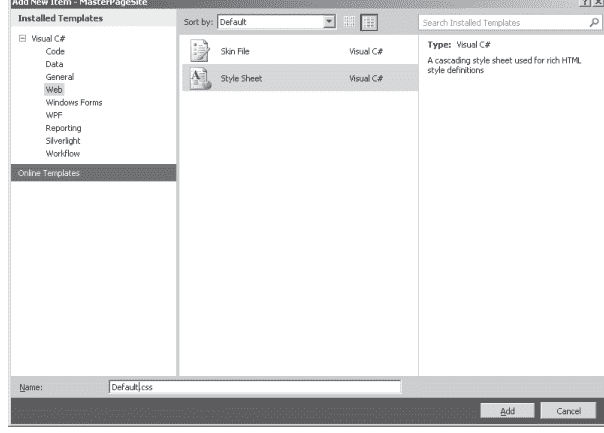 Add New Item - MasterPageSite
Installed Templates
Sort by: Default
Search Installed Templates
Visual C#
Code
Data
General
Web
Windows Forms
WPF
Reporting
Silverlight
Workflow
Online Templates
Skin File Visual C#
Style Sheet Visual C#
Type: Visual C#
A cascading style sheet used for rich HTML
style definitions
Name: Default.css
Add Cancel